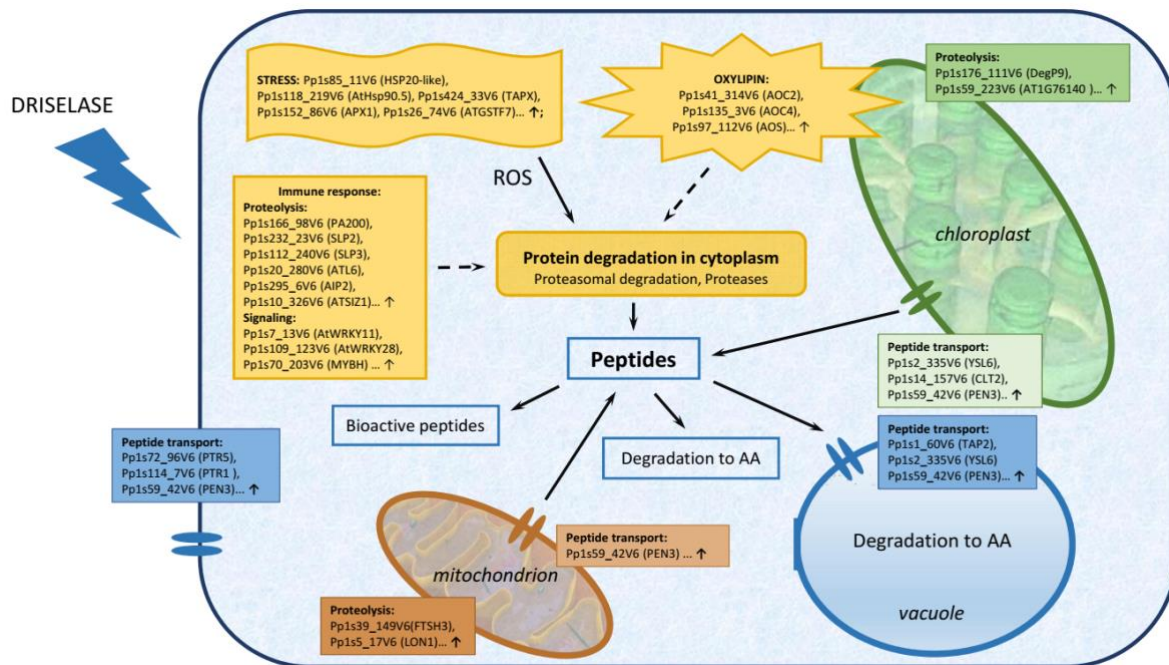 DRISELASE
STRESS: Pp1s85_11V6 (HSP20-like),
Pp1s118_219V6 (AtHsp90.5), Pp1s424_33V6 (TAPX),
Pp1s152_86V6 (APX1), Pp1s26_74V6 (ATGSTF7)... ↑;
OXYLIPIN:
Pp1s41_314V6 (AOC2)
Pp1s135_3V6 (AOC4)
Pp1s97_112V6 (AOS)... ↑
Proteolysis:
Pp1s176_111V6 (DegP9),
Pp1s59_223V6 (AT1G76140 )... ↑
ROS
Immune response:
Proteolysis:
Pp1s166_98V6 (PA200),
Pp1s232_23V6 (SLP2),
Pp1s112_240V6 (SLP3),
Pp1s20_280V6 (ATL6),
Pp1s295_6V6 (AIP2),
Pp1s10_326V6 (ATSIZ1)... ↑
Signaling:
Pp1s7_13V6 (AtWRKY11),
Pp1s109_123V6 (AtWRKY28),
Pp1s70_203V6 (MYBH) ... ↑
Protein degradation in cytoplasm
Proteasomal degradation, Proteases
chloroplast
Peptides
Peptide transport:
Pp1s2_335V6 (YSL6),
Pp1s14_157V6 (CLT2),
Pp1s59_42V6 (PEN3).. ↑
Bioactive peptides
Degradation to AA
Peptide transport:
Pp1s72_96V6 (PTR5),
Pp1s114_7V6 (PTR1 ),
Pp1s59_42V6 (PEN3)... ↑
Peptide transport:
Pp1s1_60V6 (TAP2),
Pp1s2_335V6 (YSL6)
Pp1s59_42V6 (PEN3)... ↑
Degradation to AA
vacuole
Peptide transport:
Pp1s59_42V6 (PEN3) ... ↑
mitochondrion
Proteolysis:
Pp1s39_149V6(FTSH3),
Pp1s5_17V6 (LON1)... ↑